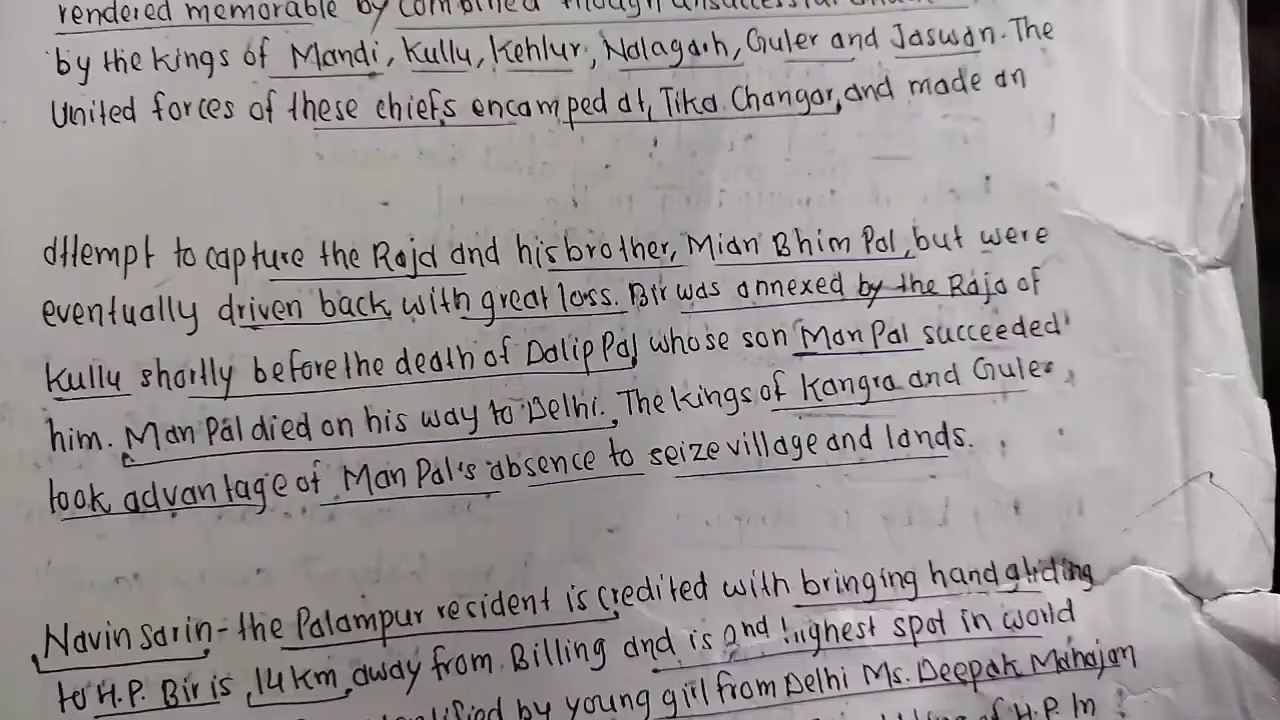 rendered memorable by combined though unsuccessful
by the kings of Mandi, Kullu, Kehlur, Nalagarh, Guler and Jaswan. The
United forces of these chiefs encamped at, Tika Changar, and made an
attempt to capture the Raja and his brother, Mian Bhim Pal, but were
eventually driven back with great loss. Bir was annexed by the Raja of
Kullu shortly before the death of Dalip Pal whose son Man Pal succeeded
him. Man Pal died on his way to Delhi. The kings of Kangra and Guler
took advantage of Man Pal's absence to seize village and lands.
Navin sarin - the Palampur resident is credited with bringing hand gliding
to H.P. Bir is 14 km away from Billing and is 2nd highest spot in world
by young girl from Delhi Ms. Deepak Mahajan
of H.P. In